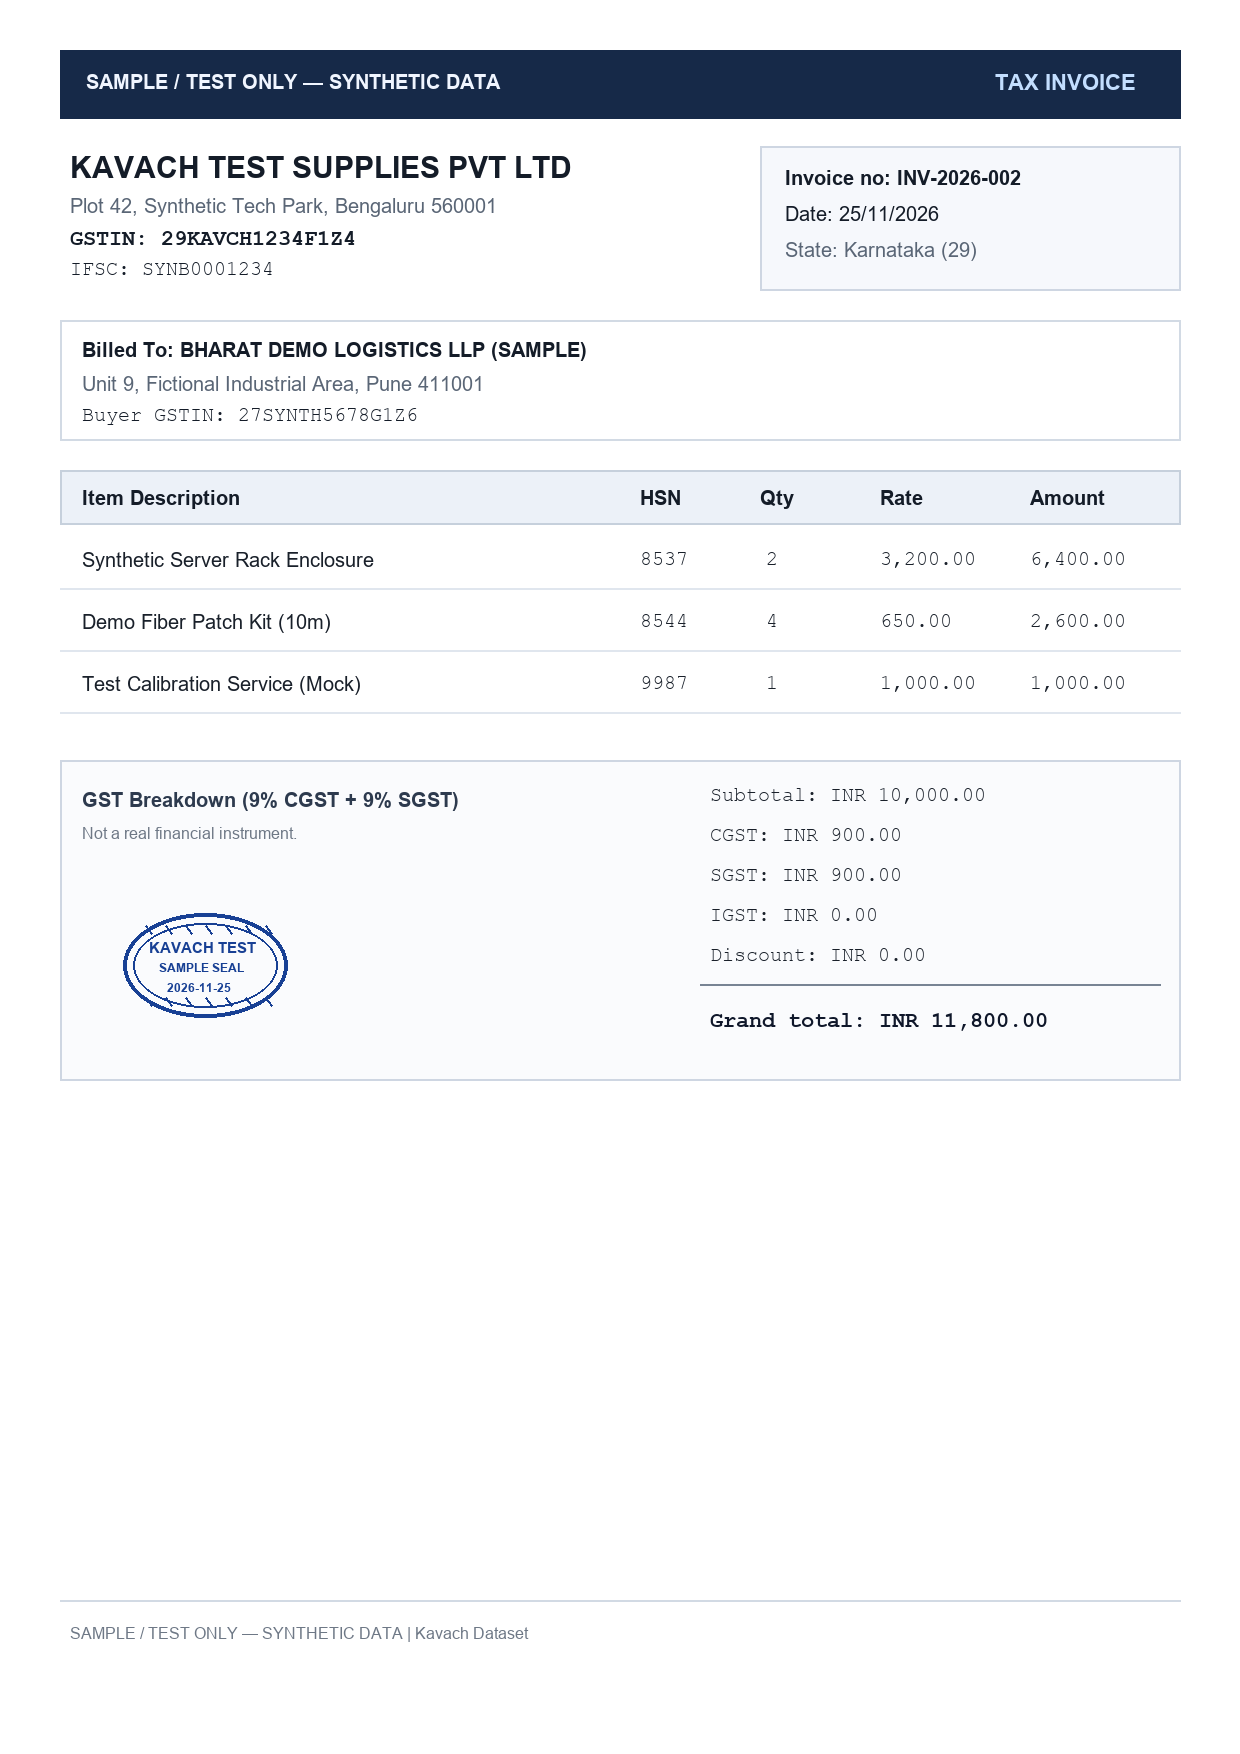 SAMPLE / TEST ONLY — SYNTHETIC DATA TAX INVOICE
KAVACH TEST SUPPLIES PVT LTD
Plot 42, Synthetic Tech Park, Bengaluru 560001
GSTIN: 29KAVCH1234F1Z4
IFSC: SYNB0001234
Invoice no: INV-2026-002
Date: 25/11/2026
State: Karnataka (29)
Billed To: BHARAT DEMO LOGISTICS LLP (SAMPLE)
Unit 9, Fictional Industrial Area, Pune 411001
Buyer GSTIN: 27SYNTH5678G1Z6
Item Description HSN Qty Rate Amount
Synthetic Server Rack Enclosure 8537 2 3,200.00 6,400.00
Demo Fiber Patch Kit (10m) 8544 4 650.00 2,600.00
Test Calibration Service (Mock) 9987 1 1,000.00 1,000.00
GST Breakdown (9% CGST + 9% SGST)
Not a real financial instrument.
KAVACH TEST
SAMPLE SEAL
2026-11-25
Subtotal: INR 10,000.00
CGST: INR 900.00
SGST: INR 900.00
IGST: INR 0.00
Discount: INR 0.00
Grand total: INR 11,800.00
SAMPLE / TEST ONLY — SYNTHETIC DATA | Kavach Dataset